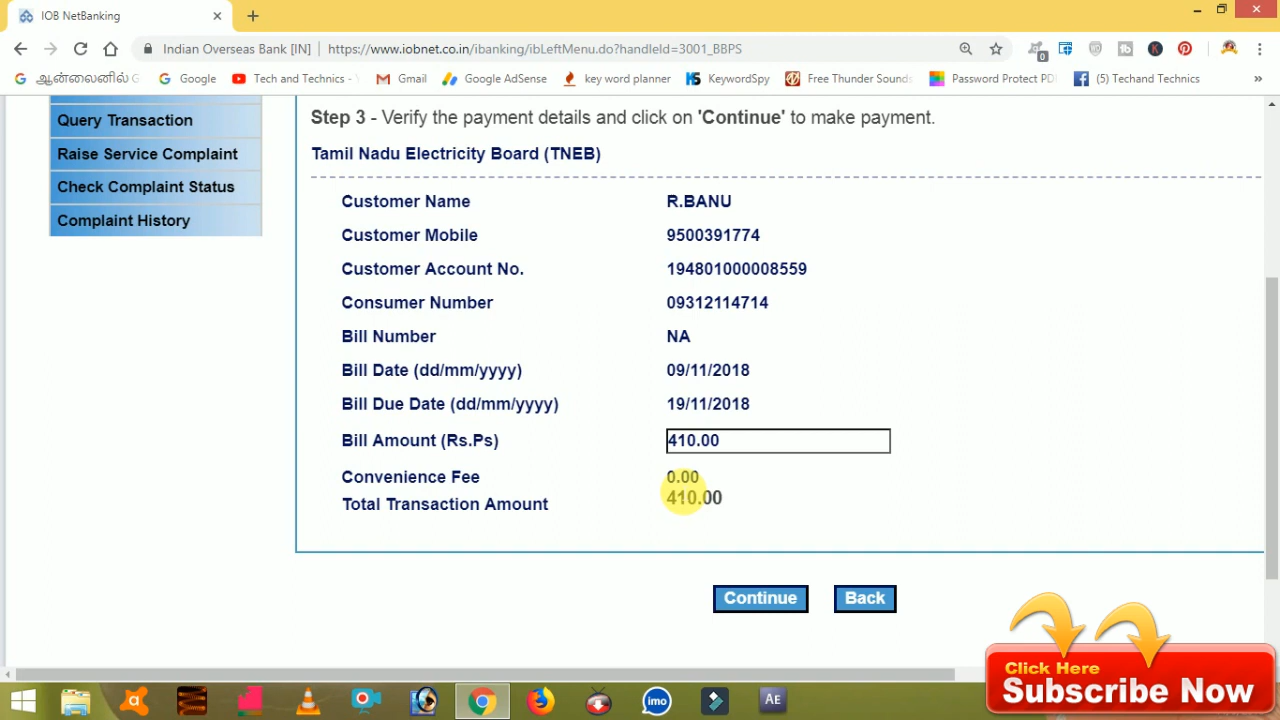 IOB NetBanking
Indian Overseas Bank [IN] | https://www.iobnet.co.in/ibanking/ibLeftMenu.do?handleId=3001_BBPS
0
ஆன்லைனில் G
Google
Tech and Technics -
Gmail
Google AdSense
key word planner
KeywordSpy
Free Thunder Sounds
Password Protect PD
(5) Techand Technics
»
Query Transaction
Raise Service Complaint
Check Complaint Status
Complaint History
Step 3 - Verify the payment details and click on 'Continue' to make payment.
Tamil Nadu Electricity Board (TNEB)
Customer Name R.BANU
Customer Mobile 9500391774
Customer Account No. 194801000008559
Consumer Number 09312114714
Bill Number NA
Bill Date (dd/mm/yyyy) 09/11/2018
Bill Due Date (dd/mm/yyyy) 19/11/2018
Bill Amount (Rs.Ps) 410.00
Convenience Fee 0.00
Total Transaction Amount 410.00
Continue Back
Click Here
Subscribe Now
imo
AE